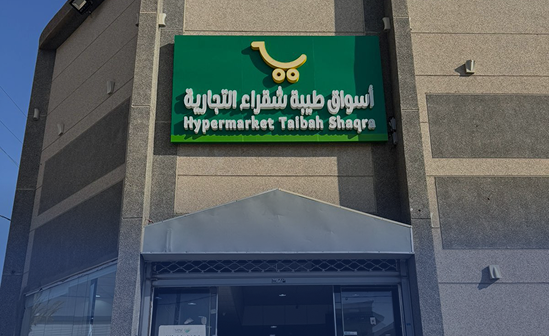 أسواق طيبة شقراء التجارية
Hypermarket Taibah Shaqra